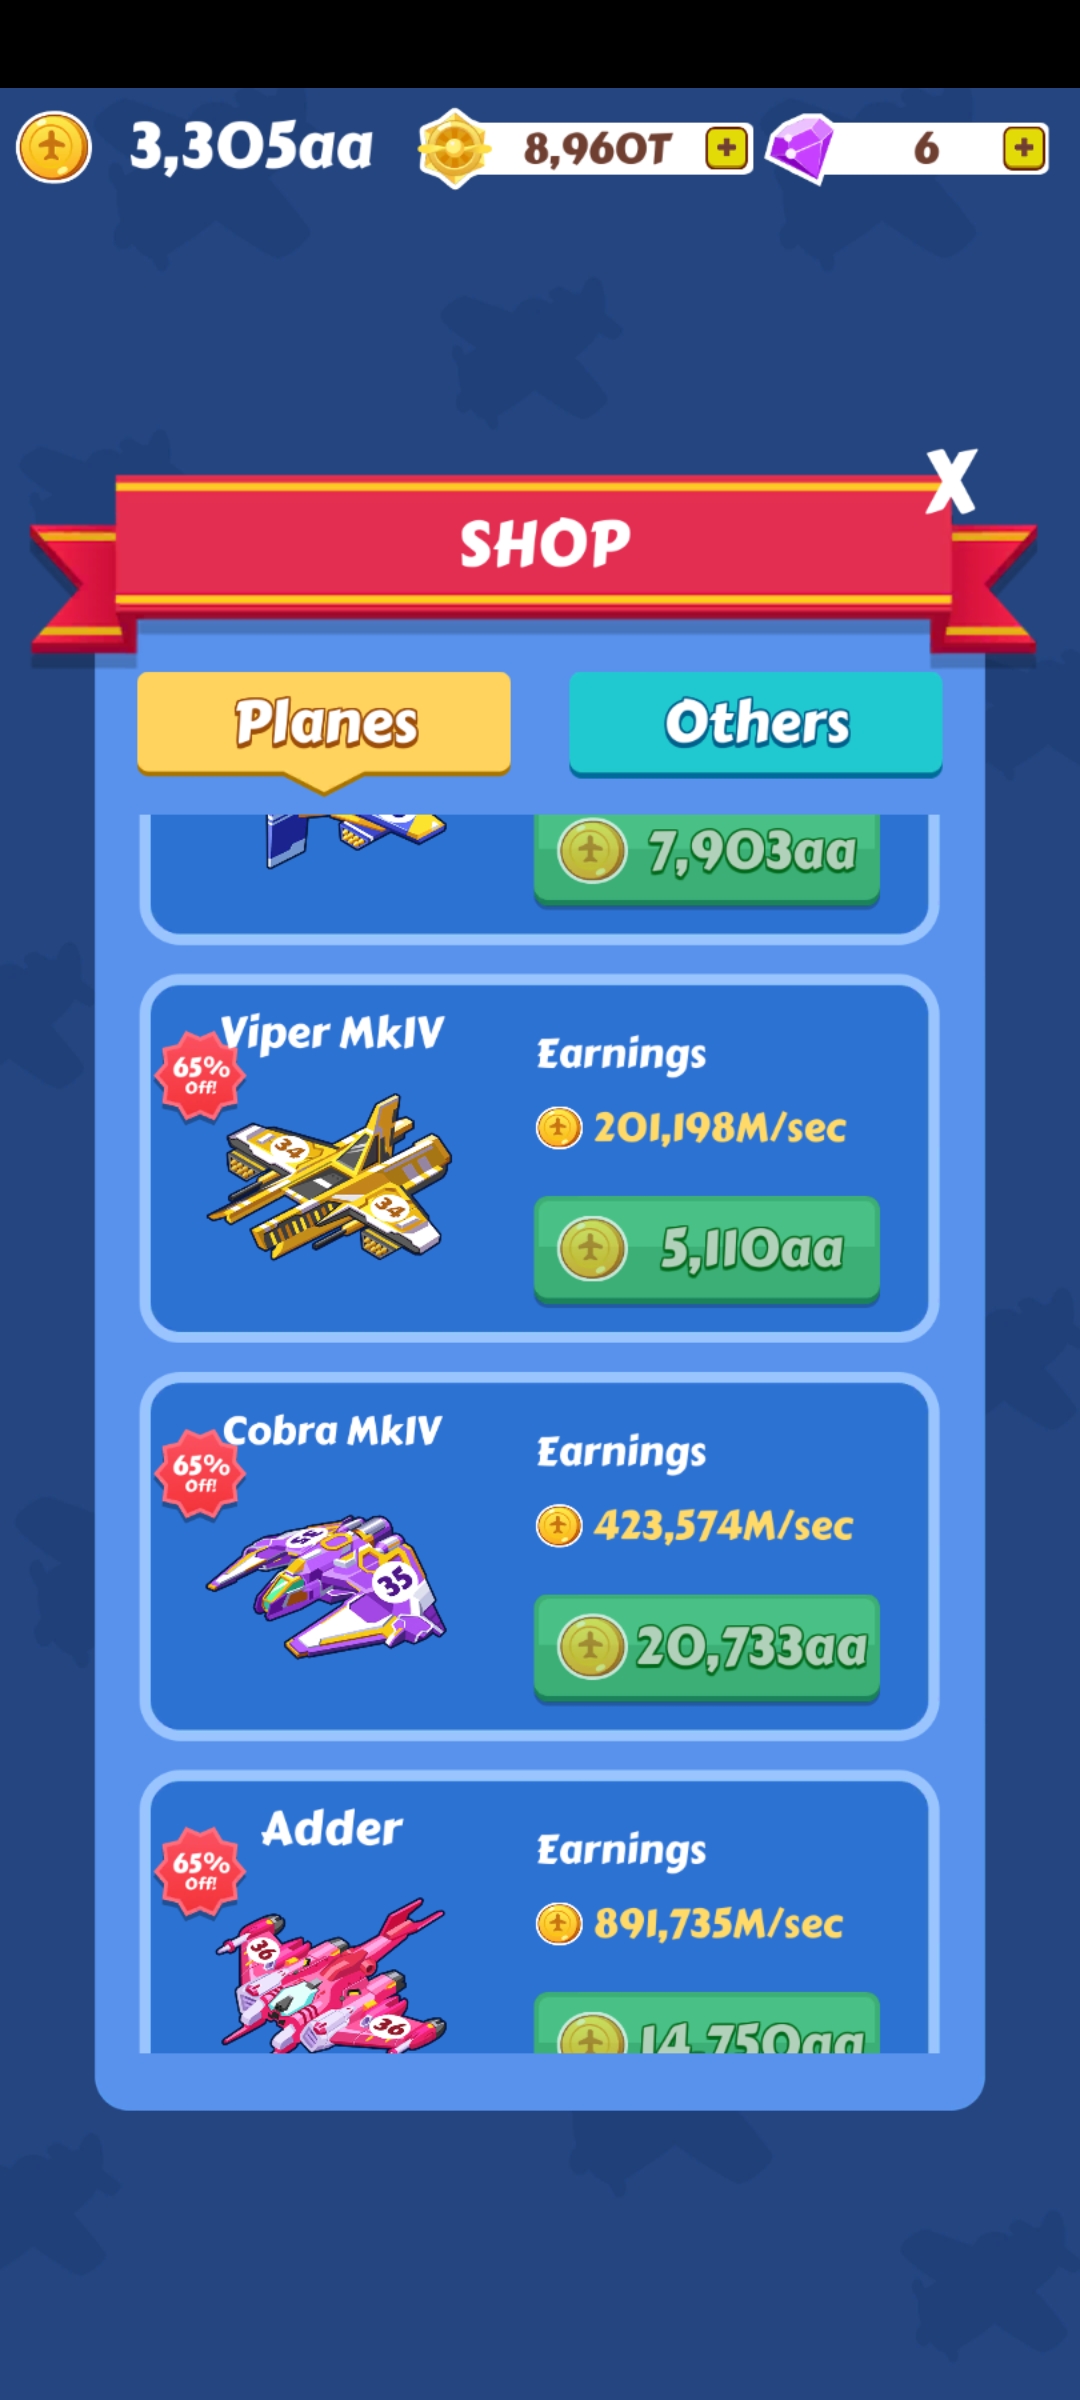 3,305aa 8,960T + 6 +
X
SHOP
Planes Others
7,903aa
Viper MkIV
65%
Off!
Earnings
201,198M/sec
34
34
5,110aa
Cobra MkIV
65%
Off!
Earnings
423,574M/sec
35
35
20,733aa
Adder
65%
Off!
Earnings
891,735M/sec
36
36
14,750aa